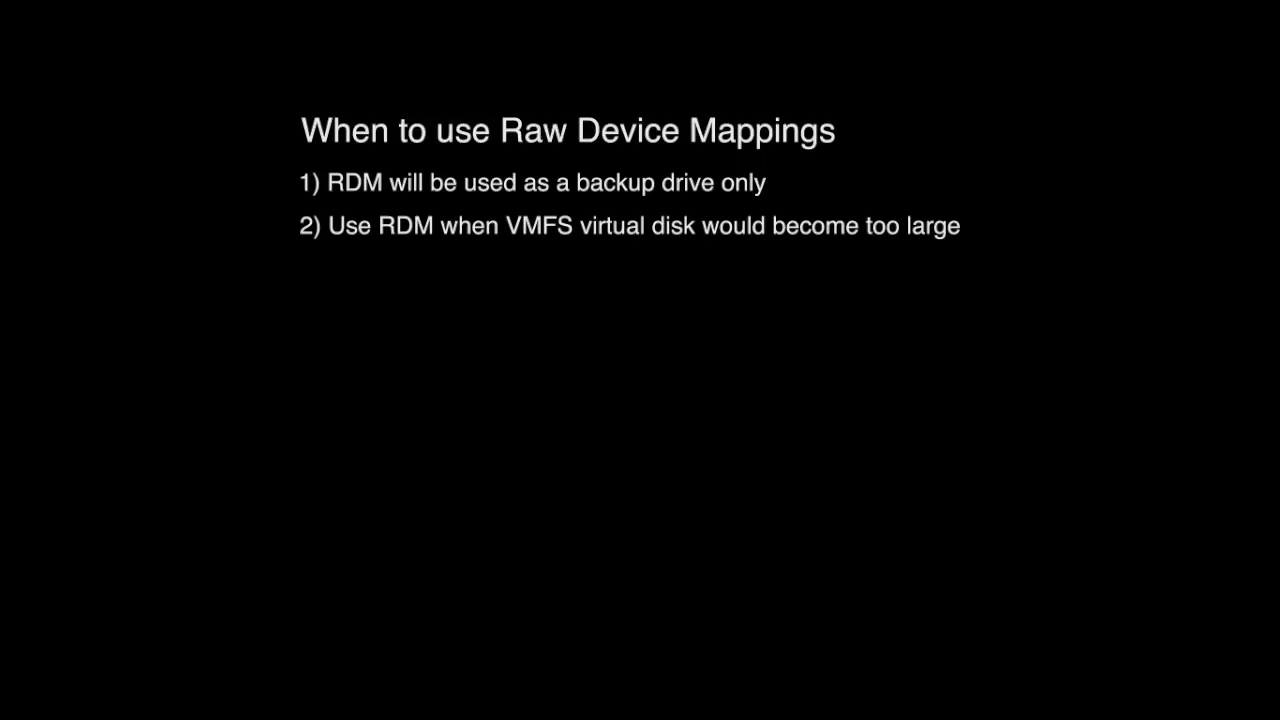 When to use Raw Device Mappings
1) RDM will be used as a backup drive only
2) Use RDM when VMFS virtual disk would become too large